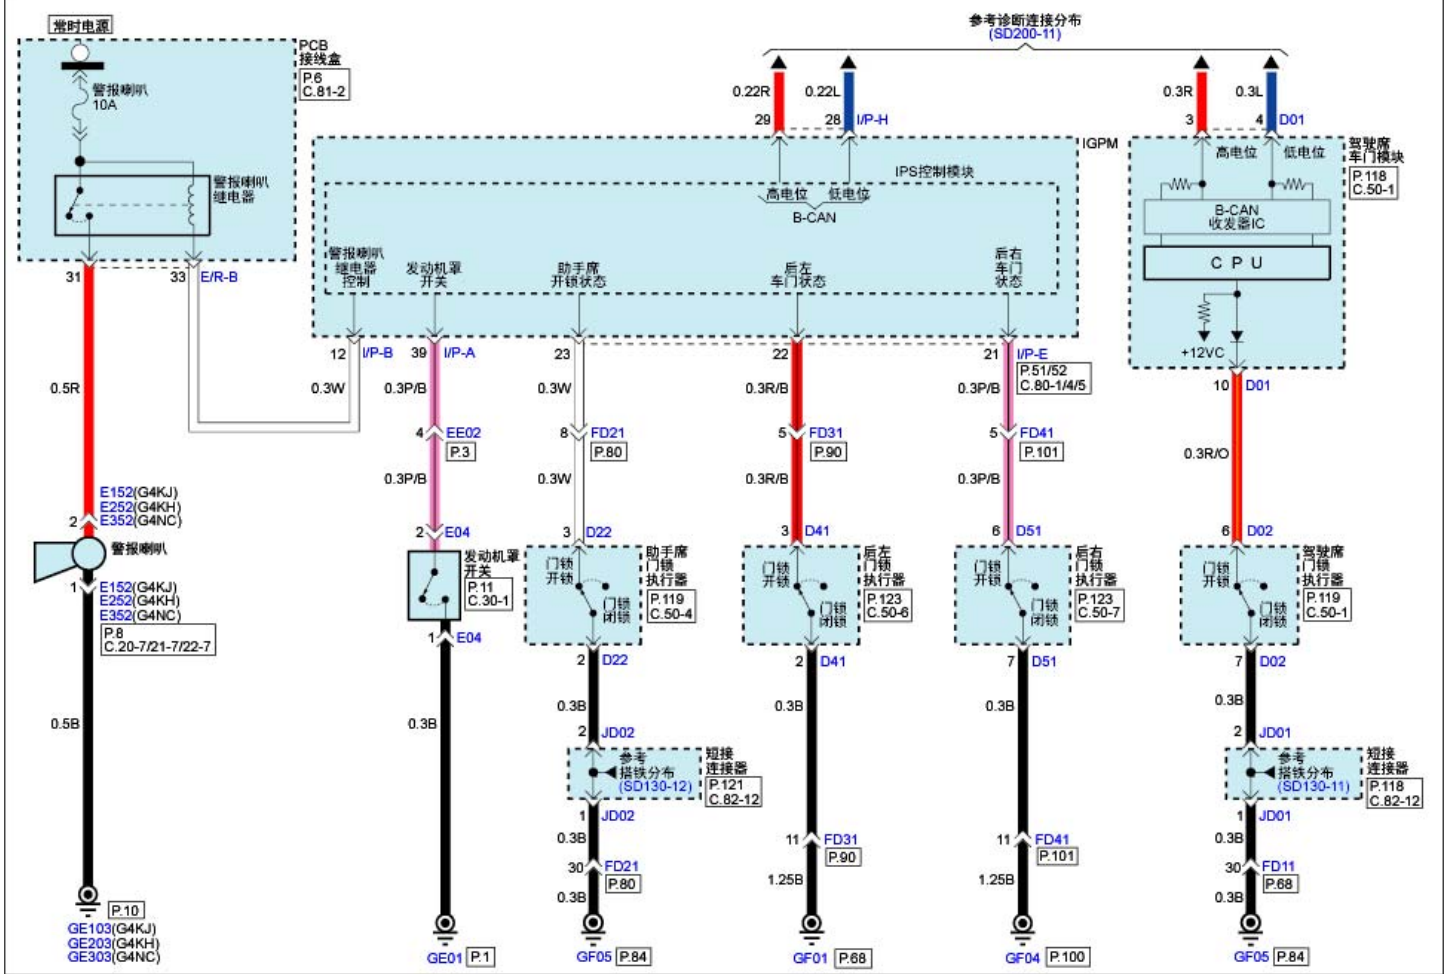 常时电源
PCB
接线盒
P.6
C.81-2
警报喇叭
10A
警报喇叭
继电器
31
33
E/R-B
参考诊断连接分布
(SD200-11)
0.22R
0.22L
0.3R
0.3L
29
28
I/P-H
3
4
D01
IGPM
IPS控制模块
高电位
低电位
B-CAN
警报喇叭
继电器
控制
发动机罩
开关
助手席
开锁状态
后左
车门状态
后右
车门
状态
高电位
低电位
B-CAN
收发器IC
CPU
+12VC
驾驶席
车门模块
P.118
C.50-1
12
I/P-B
39
I/P-A
23
22
21
I/P-E
P.51/52
C.80-1/4/5
10
D01
0.5R
0.3W
0.3P/B
0.3W
0.3R/B
0.3P/B
4
EE02
P.3
8
FD21
P.80
5
FD31
P.90
5
FD41
P.101
0.3R/O
0.3P/B
0.3W
0.3R/B
0.3P/B
E152(G4KJ)
E252(G4KH)
E352(G4NC)
2
警报喇叭
1
E152(G4KJ)
E252(G4KH)
E352(G4NC)
P.8
C.20-7/21-7/22-7
2
E04
3
D22
3
D41
6
D51
6
D02
发动机罩
开关
P.11
C.30-1
1
E04
门锁
开锁
门锁
闭锁
助手席
门锁
执行器
P.119
C.50-4
门锁
开锁
门锁
闭锁
后左
门锁
执行器
P.123
C.50-6
门锁
开锁
门锁
闭锁
后右
门锁
执行器
P.123
C.50-7
门锁
开锁
门锁
闭锁
驾驶席
门锁
执行器
P.119
C.50-1
2
D22
2
D41
7
D51
7
D02
0.5B
0.3B
0.3B
0.3B
0.3B
0.3B
2
JD02
2
JD01
参考
搭铁分布
(SD130-12)
短接
连接器
P.121
C.82-12
参考
搭铁分布
(SD130-11)
短接
连接器
P.118
C.82-12
1
JD02
1
JD01
0.3B
0.3B
11
FD31
P.90
11
FD41
P.101
30
FD21
P.80
30
FD11
P.68
0.3B
1.25B
1.25B
0.3B
P.10
GE103(G4KJ)
GE203(G4KH)
GE303(G4NC)
GE01
P.1
GF05
P.84
GF01
P.68
GF04
P.100
GF05
P.84